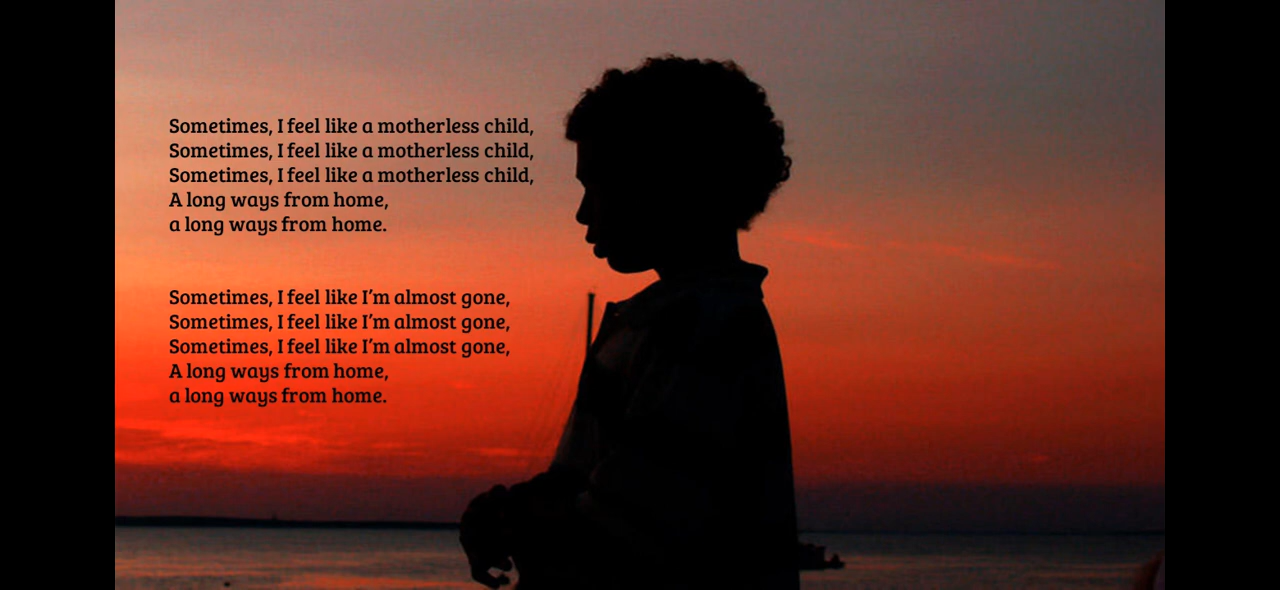 Sometimes, I feel like a motherless child,
Sometimes, I feel like a motherless child,
Sometimes, I feel like a motherless child,
A long ways from home,
a long ways from home.
Sometimes, I feel like I’m almost gone,
Sometimes, I feel like I’m almost gone,
Sometimes, I feel like I’m almost gone,
A long ways from home,
a long ways from home.